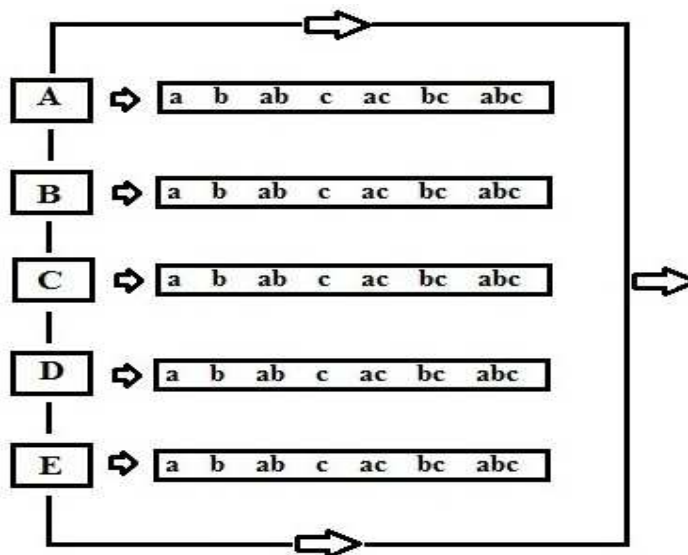 A a b ab c ac bc abc
B a b ab c ac bc abc
C a b ab c ac bc abc
D a b ab c ac bc abc
E a b ab c ac bc abc